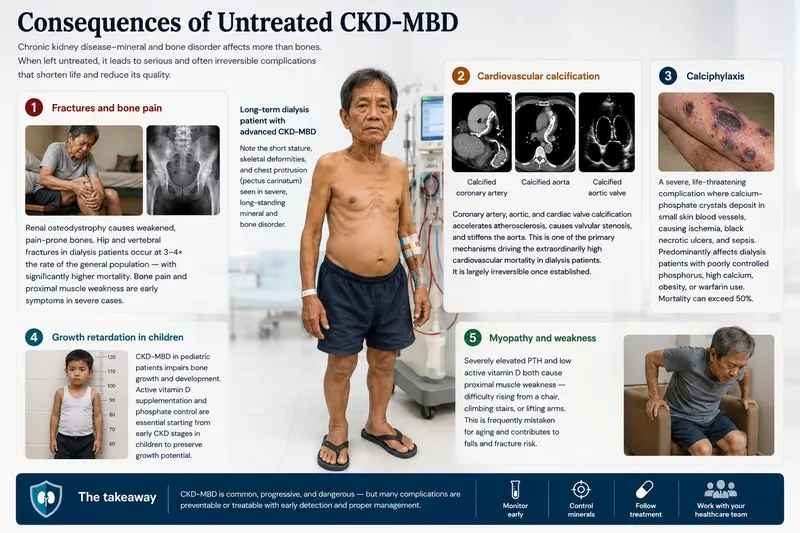 Consequences of Untreated CKD-MBD
Chronic kidney disease–mineral and bone disorder affects more than bones.
When left untreated, it leads to serious and often irreversible complications
that shorten life and reduce its quality.
1 Fractures and bone pain
Renal osteodystrophy causes weakened,
pain-prone bones. Hip and vertebral
fractures in dialysis patients occur at 3–4×
the rate of the general population — with
significantly higher mortality. Bone pain and
proximal muscle weakness are early
symptoms in severe cases.
Long-term dialysis
patient with
advanced CKD-MBD
Note the short stature,
skeletal deformities,
and chest protrusion
(pectus carinatum)
seen in severe,
long-standing
mineral and
bone disorder.
2 Cardiovascular calcification
Calcified
coronary artery
Calcified aorta
Calcified
aortic valve
Coronary artery, aortic, and cardiac valve calcification
accelerates atherosclerosis, causes valvular stenosis,
and stiffens the aorta. This is one of the primary
mechanisms driving the extraordinarily high
cardiovascular mortality in dialysis patients.
It is largely irreversible once established.
3 Calciphylaxis
A severe, life-threatening
complication where calcium-
phosphate crystals deposit in
small skin blood vessels,
causing ischemia, black
necrotic ulcers, and sepsis.
Predominantly affects dialysis
patients with poorly controlled
phosphorus, high calcium,
obesity, or warfarin use.
Mortality can exceed 50%.
4 Growth retardation in children
120
110
100
90
80
70
60
CKD-MBD in pediatric
patients impairs bone
growth and development.
Active vitamin D
supplementation and
phosphate control are
essential starting from
early CKD stages in
children to preserve
growth potential.
5 Myopathy and weakness
Severely elevated PTH and low
active vitamin D both cause
proximal muscle weakness —
difficulty rising from a chair,
climbing stairs, or lifting arms.
This is frequently mistaken
for aging and contributes to
falls and fracture risk.
The takeaway
CKD-MBD is common, progressive, and dangerous — but many complications are
preventable or treatable with early detection and proper management.
Monitor
early
Control
minerals
Follow
treatment
Work with your
healthcare team